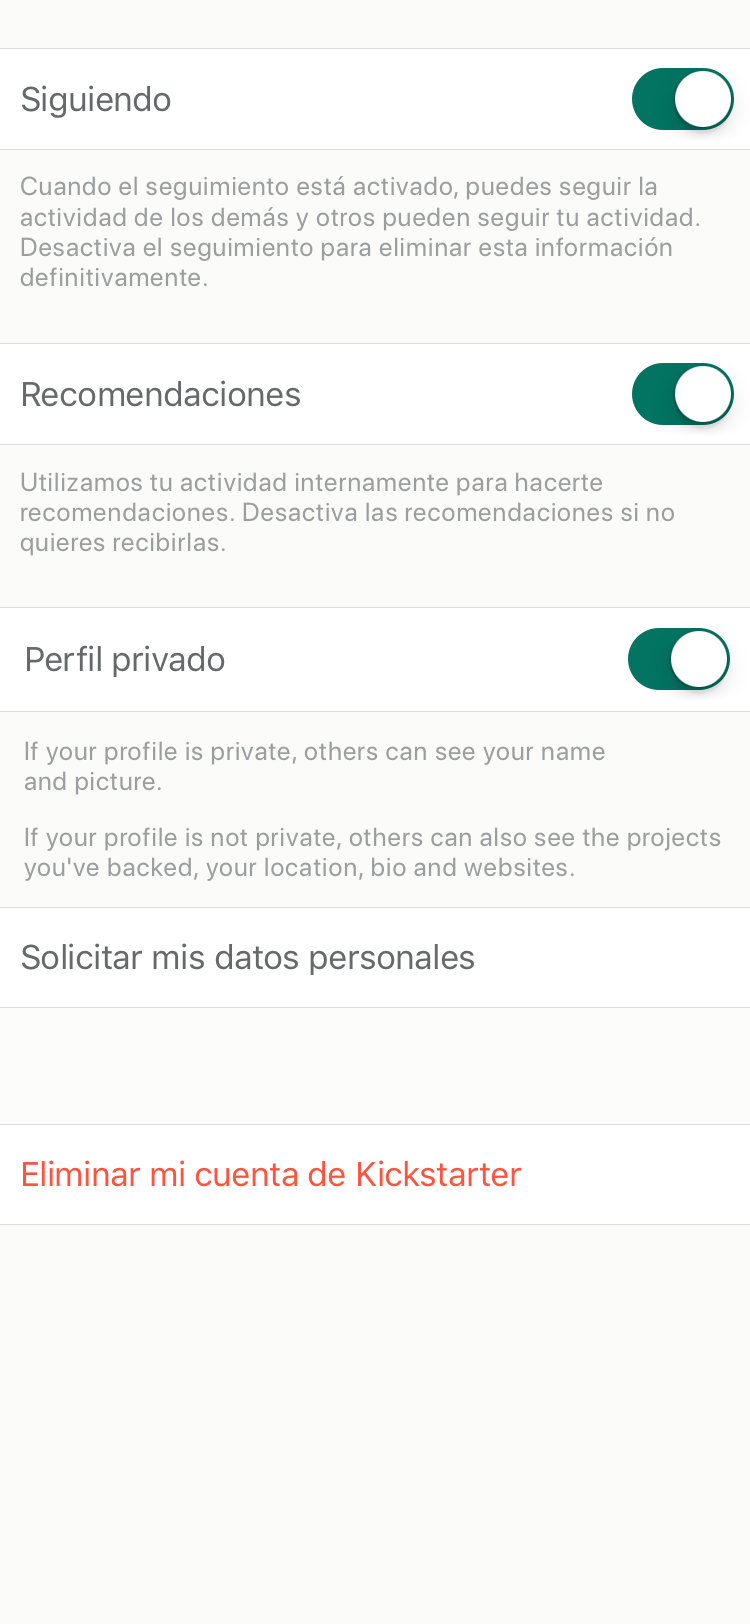 Siguiendo
Cuando el seguimiento está activado, puedes seguir la
actividad de los demás y otros pueden seguir tu actividad.
Desactiva el seguimiento para eliminar esta información
definitivamente.
Recomendaciones
Utilizamos tu actividad internamente para hacerte
recomendaciones. Desactiva las recomendaciones si no
quieres recibirlas.
Perfil privado
If your profile is private, others can see your name
and picture.
If your profile is not private, others can also see the projects
you've backed, your location, bio and websites.
Solicitar mis datos personales
Eliminar mi cuenta de Kickstarter